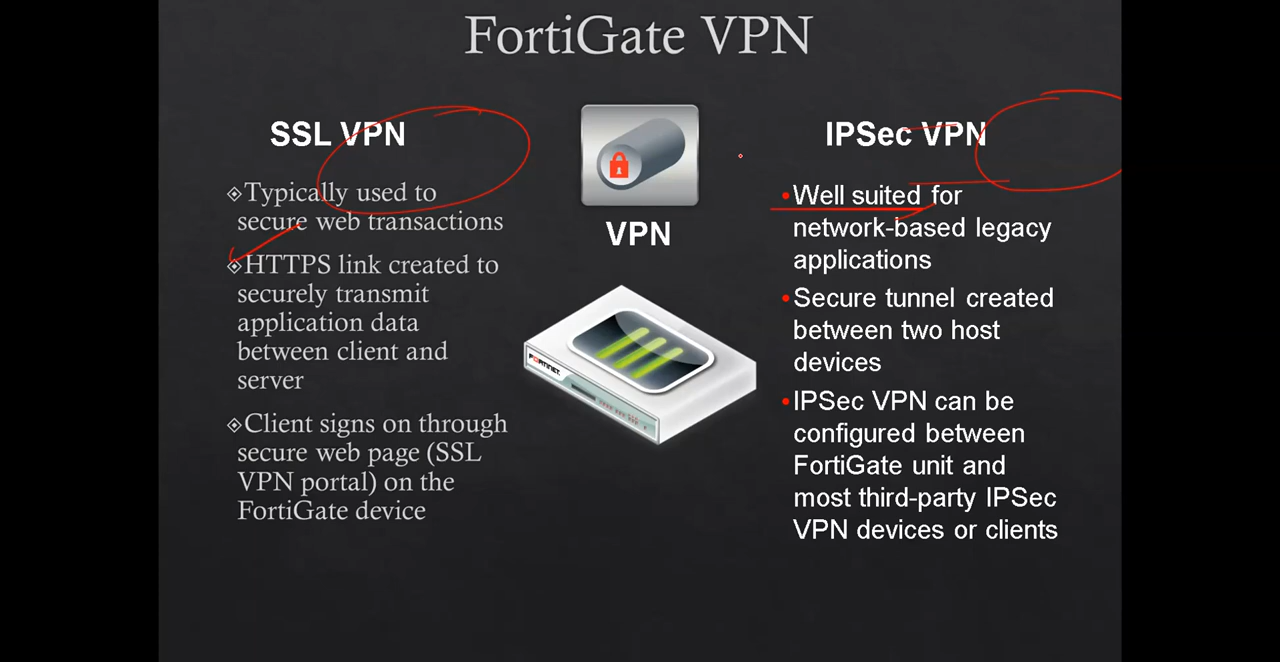 FortiGate VPN
SSL VPN
Typically used to
secure web transactions
HTTPS link created to
securely transmit
application data
between client and
server
Client signs on through
secure web page (SSL
VPN portal) on the
FortiGate device
VPN
FORTINET
IPSec VPN
•Well suited for
network-based legacy
applications
•Secure tunnel created
between two host
devices
•IPSec VPN can be
configured between
FortiGate unit and
most third-party IPSec
VPN devices or clients